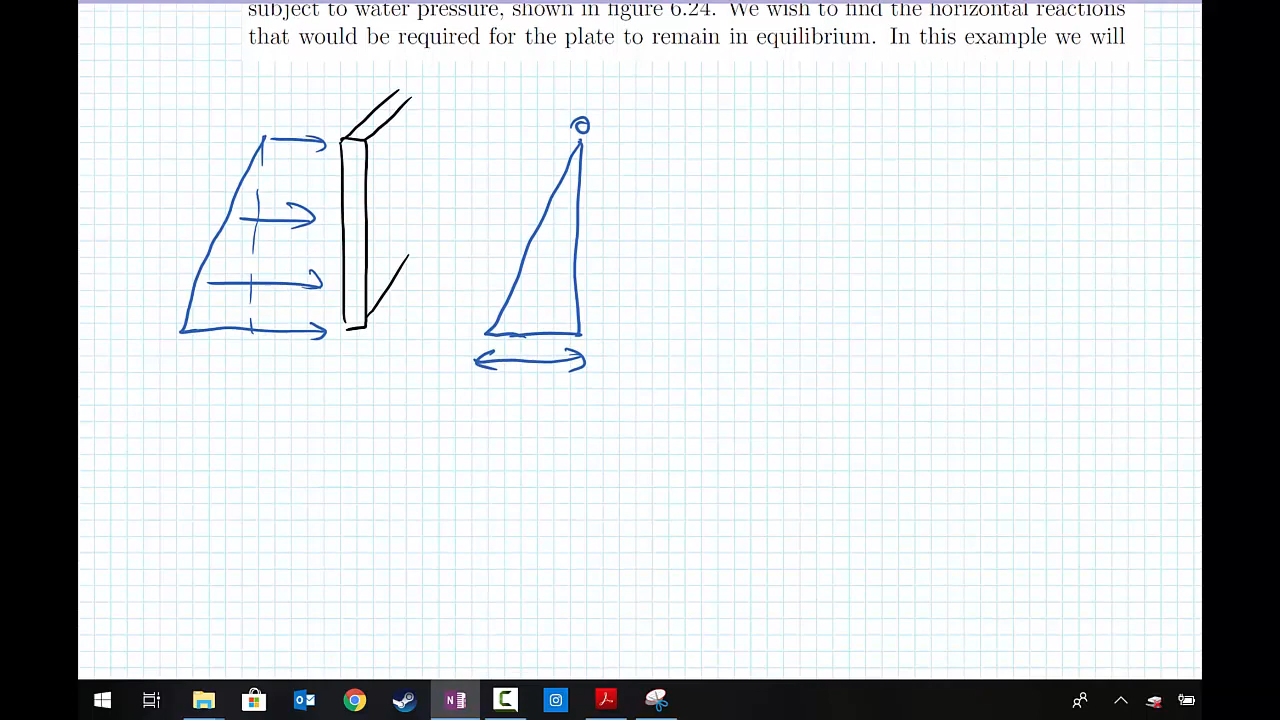 subject to water pressure, shown in figure 6.24. We wish to find the horizontal reactions
that would be required for the plate to remain in equilibrium. In this example we will